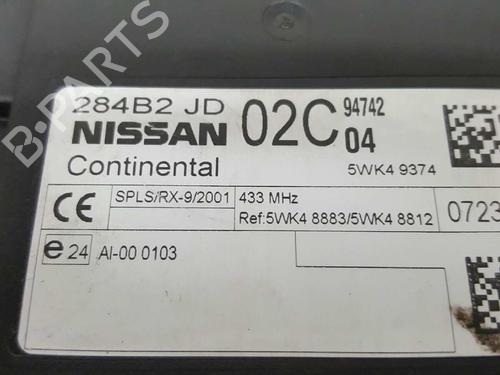 B-PARTS
284B2 JD 02C 94742
NISSAN 04
Continental 5WK4 9374
CE SPLS/RX-9/2001 433 MHz
Ref:5WK4 8883/5WK4 8812 0723
e 24 AI-00 0103